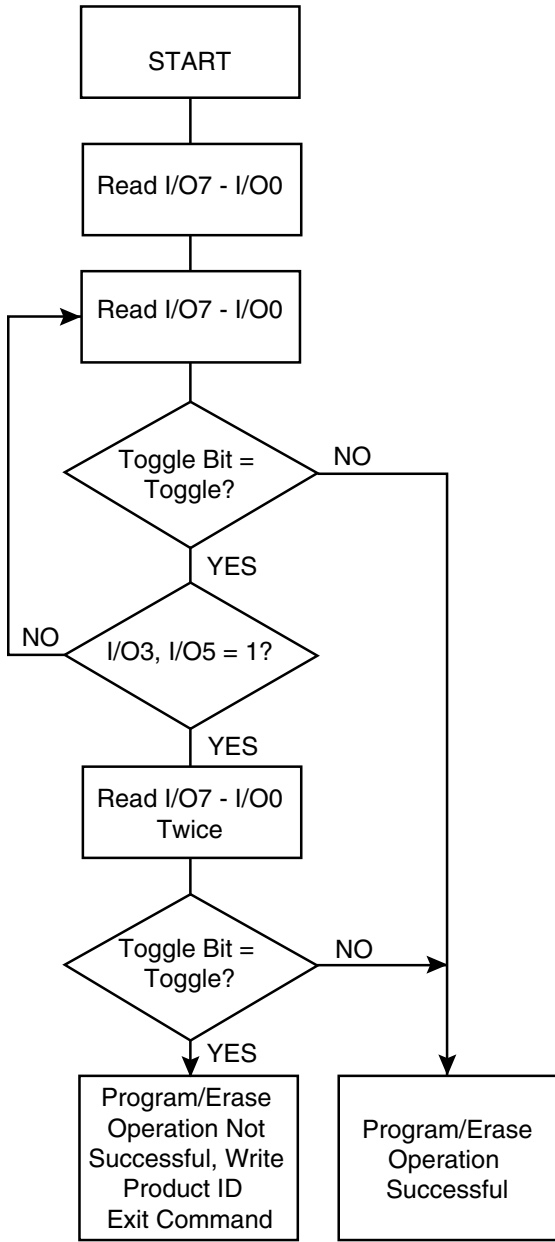 START
Read I/O7 - I/O0
Read I/O7 - I/O0
Toggle Bit =
Toggle?
NO
YES
NO
I/O3, I/O5 = 1?
YES
Read I/O7 - I/O0
Twice
Toggle Bit =
Toggle?
NO
YES
Program/Erase
Operation Not
Successful, Write
Product ID
Exit Command
Program/Erase
Operation
Successful